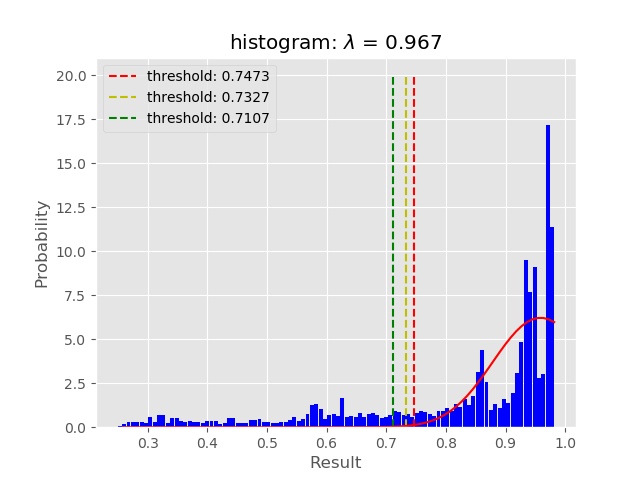 histogram: λ = 0.967
threshold: 0.7473
threshold: 0.7327
threshold: 0.7107
20.0
17.5
15.0
12.5
10.0
7.5
5.0
2.5
0.0
Probability
0.3 0.4 0.5 0.6 0.7 0.8 0.9 1.0
Result